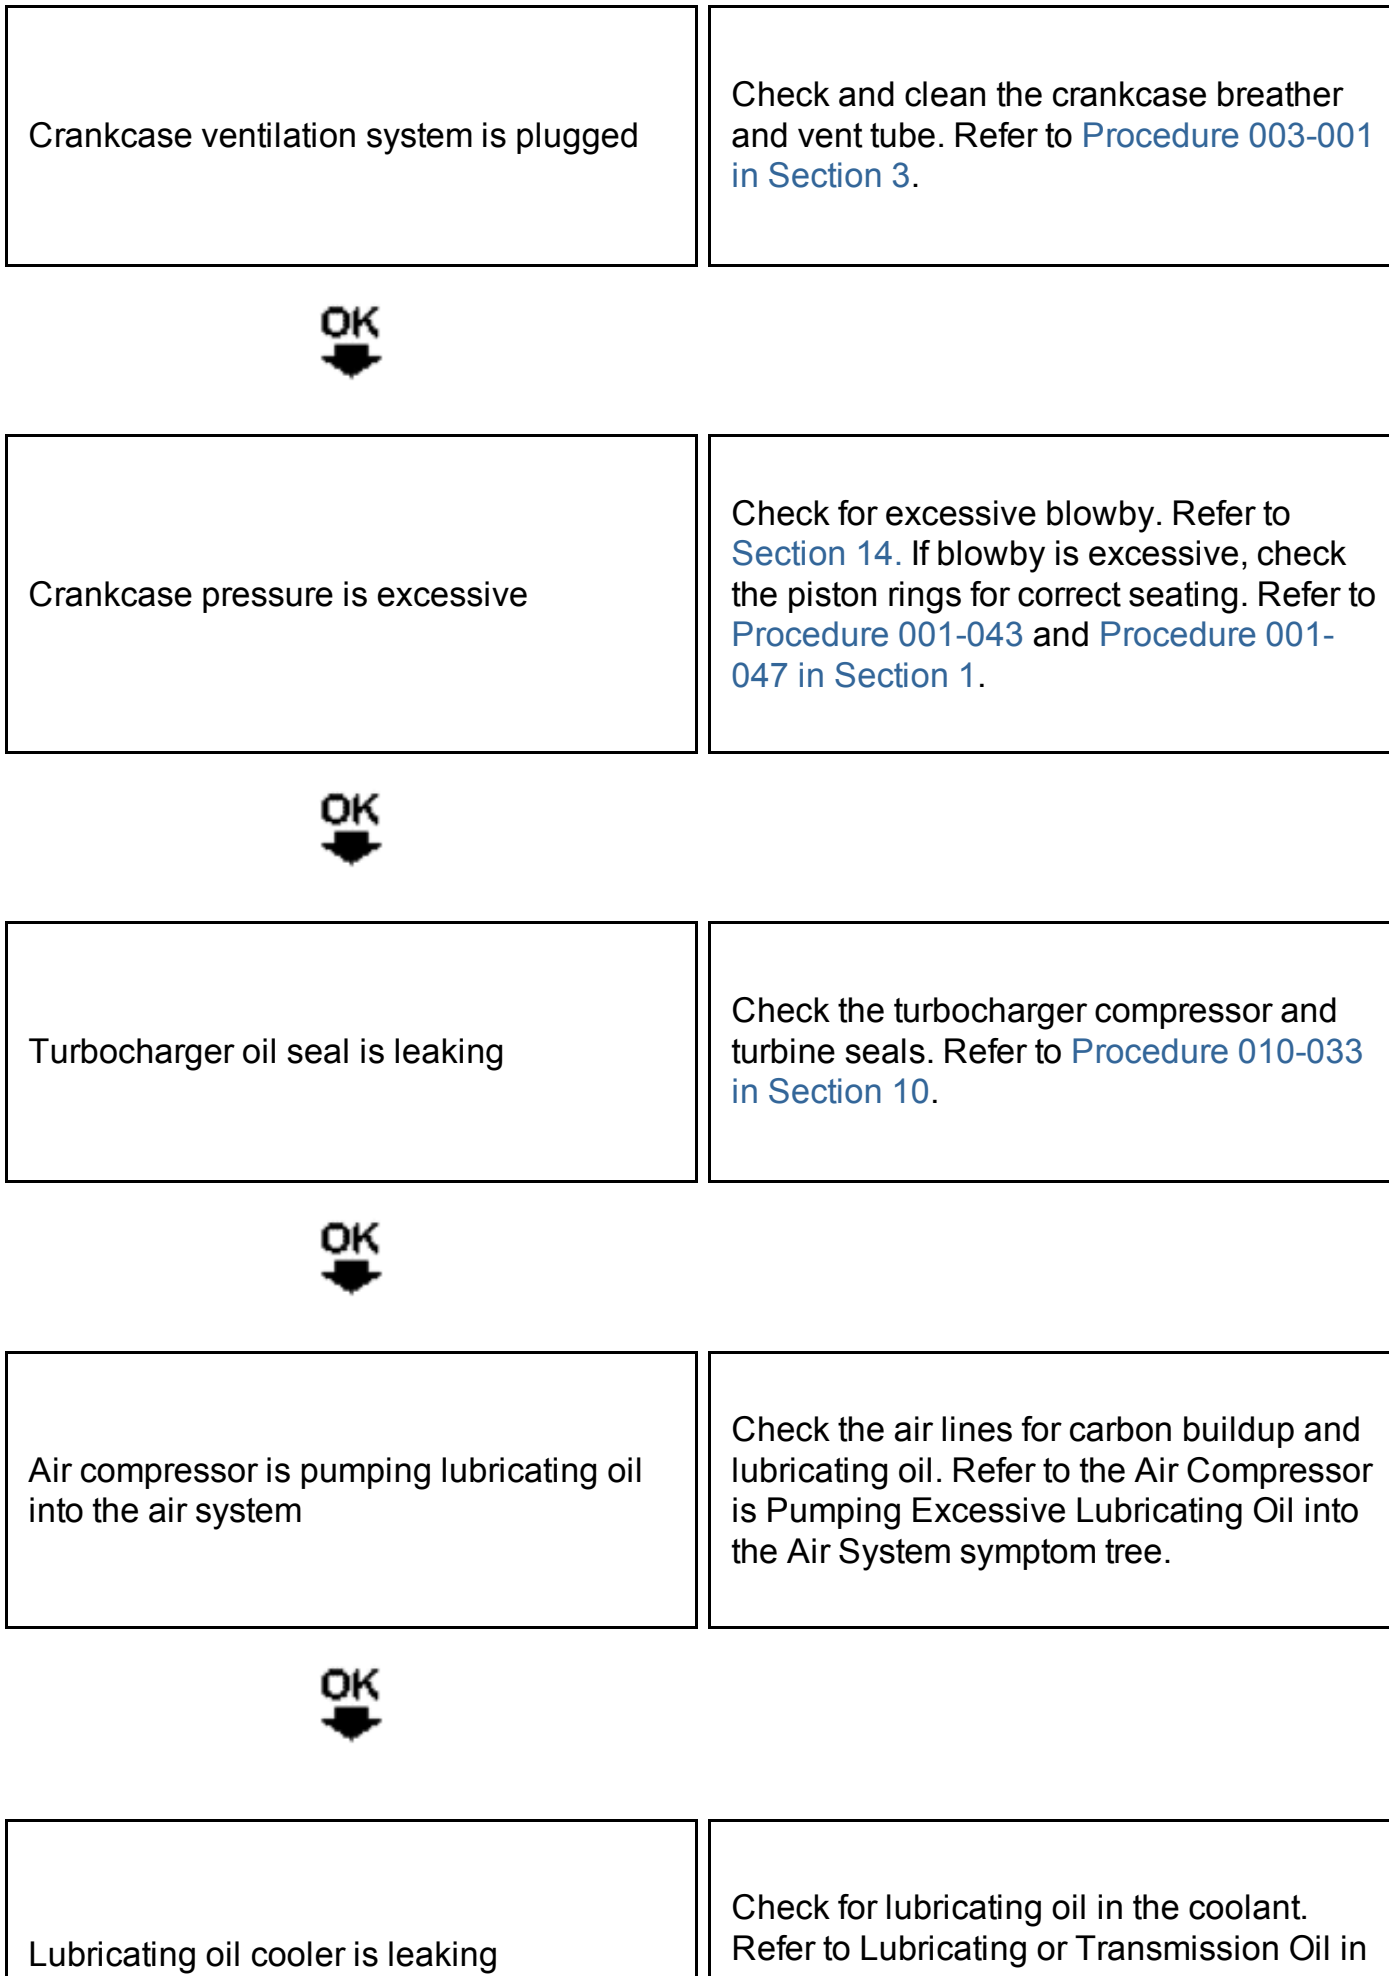 Crankcase ventilation system is plugged
Check and clean the crankcase breather
and vent tube. Refer to Procedure 003-001
in Section 3.
OK
Crankcase pressure is excessive
Check for excessive blowby. Refer to
Section 14. If blowby is excessive, check
the piston rings for correct seating. Refer to
Procedure 001-043 and Procedure 001-
047 in Section 1.
OK
Turbocharger oil seal is leaking
Check the turbocharger compressor and
turbine seals. Refer to Procedure 010-033
in Section 10.
OK
Air compressor is pumping lubricating oil
into the air system
Check the air lines for carbon buildup and
lubricating oil. Refer to the Air Compressor
is Pumping Excessive Lubricating Oil into
the Air System symptom tree.
OK
Lubricating oil cooler is leaking
Check for lubricating oil in the coolant.
Refer to Lubricating or Transmission Oil in